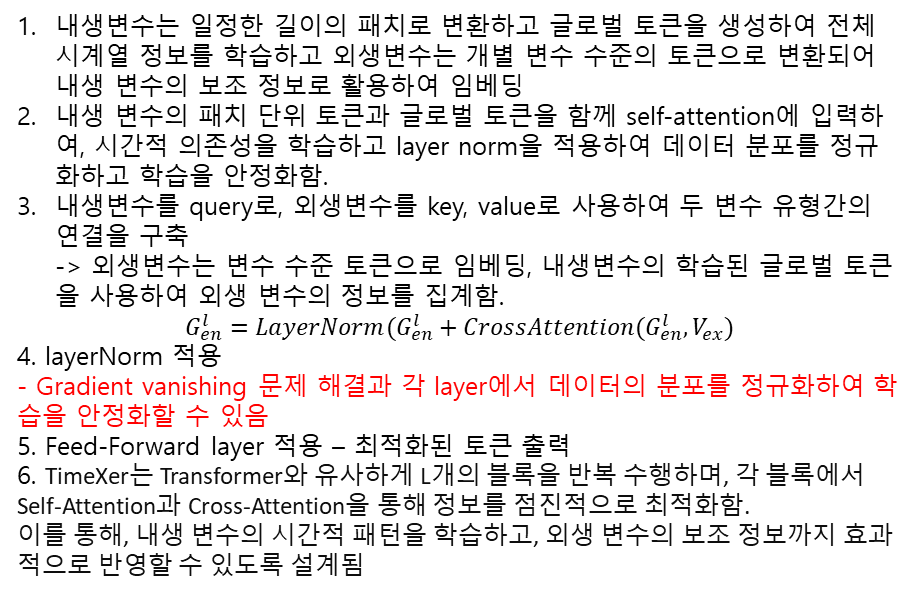 1. 내생변수는 일정한 길이의 패치로 변환하고 글로벌 토큰을 생성하여 전체
시계열 정보를 학습하고 외생변수는 개별 변수 수준의 토큰으로 변환되어
내생 변수의 보조 정보로 활용하여 임베딩
2. 내생 변수의 패치 단위 토큰과 글로벌 토큰을 함께 self-attention에 입력하
여, 시간적 의존성을 학습하고 layer norm을 적용하여 데이터 분포를 정규
화하고 학습을 안정화함.
3. 내생변수를 query로, 외생변수를 key, value로 사용하여 두 변수 유형간의
연결을 구축
-> 외생변수는 변수 수준 토큰으로 임베딩, 내생변수의 학습된 글로벌 토큰
을 사용하여 외생 변수의 정보를 집계함.
G_{en}^{l} = LayerNorm(G_{en}^{l} + CrossAttention(G_{en}^{l}, V_{ex})
4. layerNorm 적용
- Gradient vanishing 문제 해결과 각 layer에서 데이터의 분포를 정규화하여 학
습을 안정화할 수 있음
5. Feed-Forward layer 적용 – 최적화된 토큰 출력
6. TimeXer는 Transformer와 유사하게 L개의 블록을 반복 수행하며, 각 블록에서
Self-Attention과 Cross-Attention을 통해 정보를 점진적으로 최적화함.
이를 통해, 내생 변수의 시간적 패턴을 학습하고, 외생 변수의 보조 정보까지 효과
적으로 반영할 수 있도록 설계됨